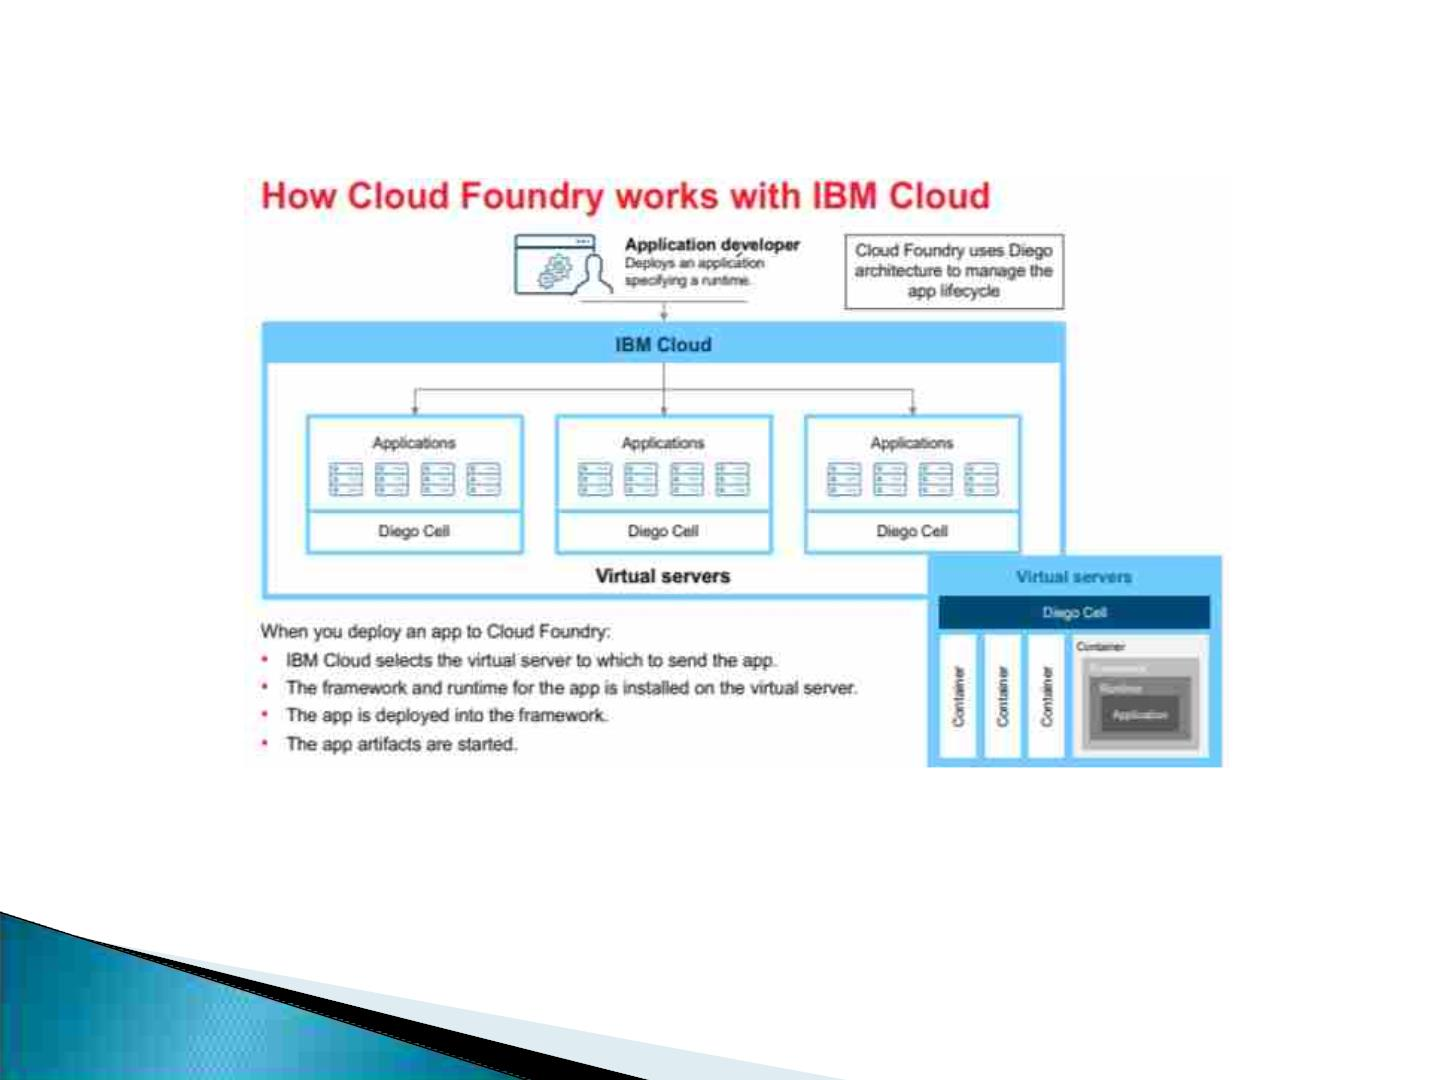 How Cloud Foundry works with IBM Cloud
Application developer
Deploys an application
specifying a runtime.
Cloud Foundry uses Diego
architecture to manage the
app lifecycle
IBM Cloud
Applications
Applications
Applications
Diego Cell
Diego Cell
Diego Cell
Virtual servers
When you deploy an app to Cloud Foundry:
• IBM Cloud selects the virtual server to which to send the app.
• The framework and runtime for the app is installed on the virtual server.
• The app is deployed into the framework.
• The app artifacts are started.
Virtual servers
Diego Cell
Container
Container
Container
Container
Runtime
Application